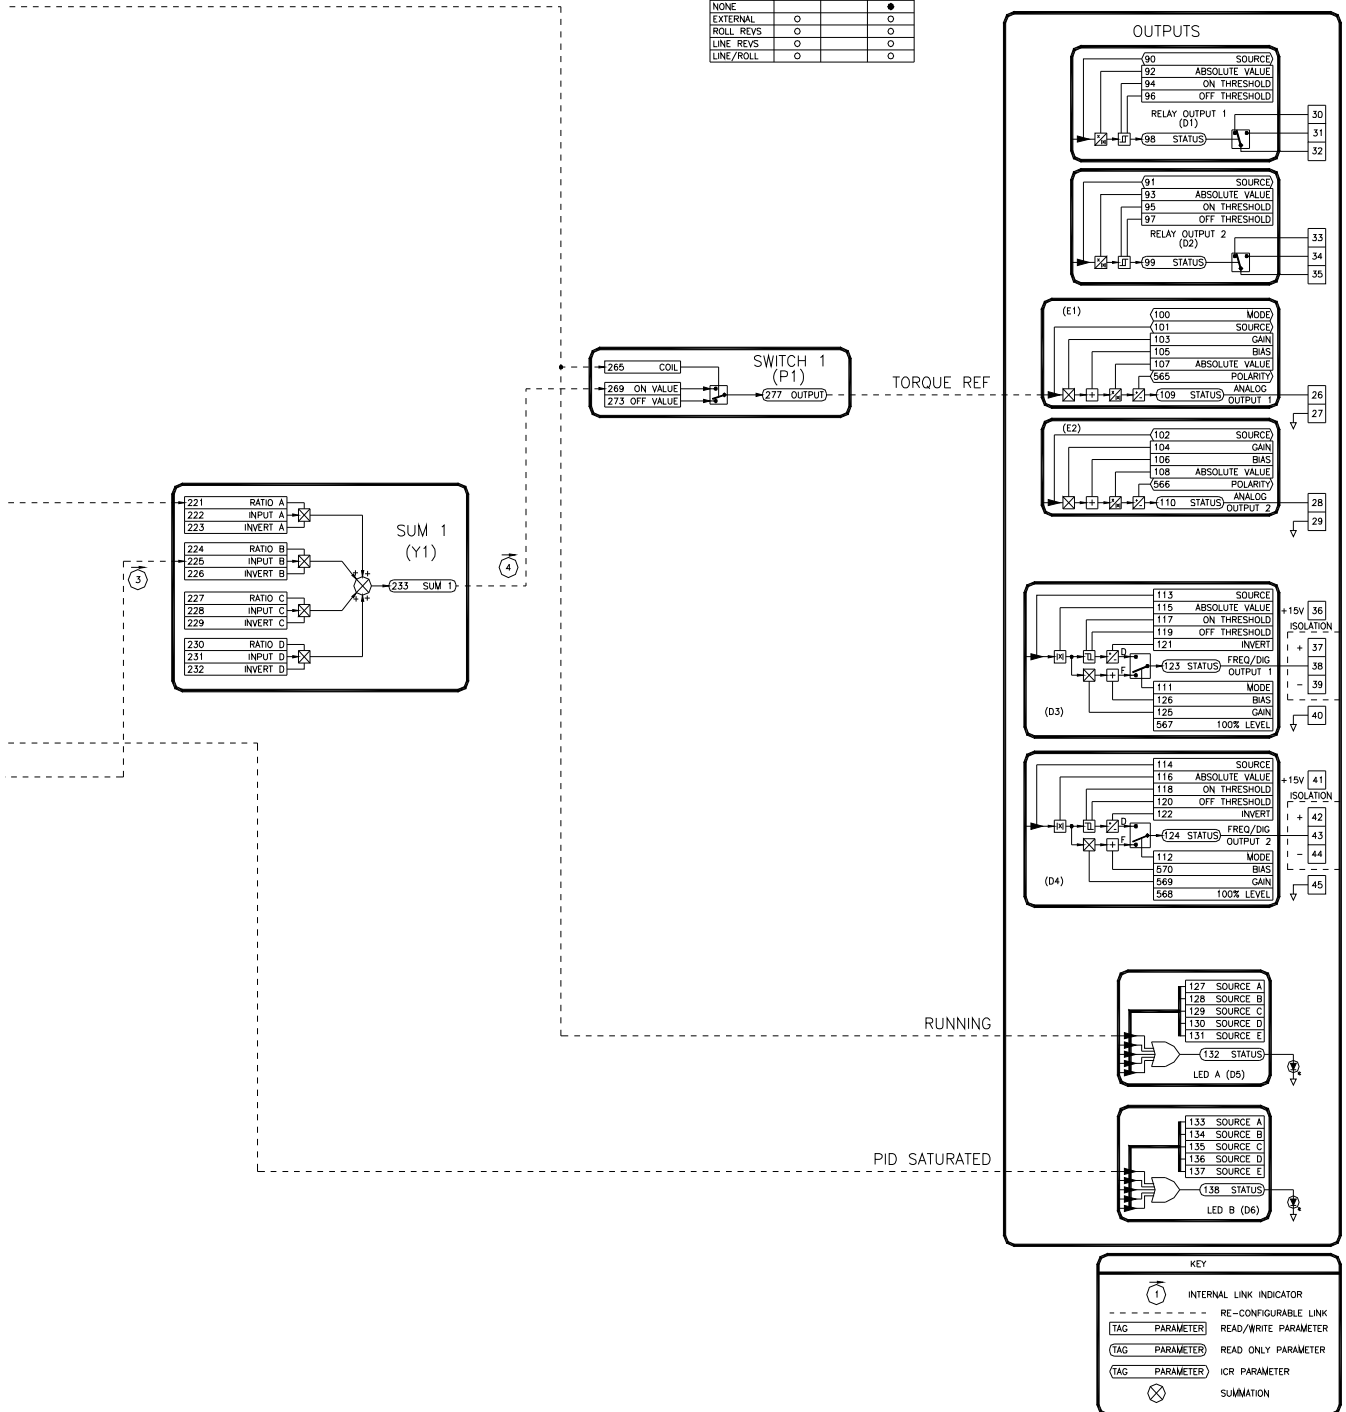 NONE
EXTERNAL
ROLL REVS
LINE REVS
LINE/ROLL
OUTPUTS
90 SOURCE
92 ABSOLUTE VALUE
94 ON THRESHOLD
96 OFF THRESHOLD
RELAY OUTPUT 1
(D1)
98 STATUS
30
31
32
91 SOURCE
93 ABSOLUTE VALUE
95 ON THRESHOLD
97 OFF THRESHOLD
RELAY OUTPUT 2
(D2)
99 STATUS
33
34
35
(E1)
100 MODE
101 SOURCE
103 GAIN
105 BIAS
107 ABSOLUTE VALUE
565 POLARITY
109 STATUS
ANALOG
OUTPUT 1
26
27
SWITCH 1
(P1)
265 COIL
269 ON VALUE
273 OFF VALUE
277 OUTPUT
TORQUE REF
(E2)
102 SOURCE
104 GAIN
106 BIAS
108 ABSOLUTE VALUE
566 POLARITY
110 STATUS
ANALOG
OUTPUT 2
28
29
221 RATIO A
222 INPUT A
223 INVERT A
224 RATIO B
225 INPUT B
226 INVERT B
227 RATIO C
228 INPUT C
229 INVERT C
230 RATIO D
231 INPUT D
232 INVERT D
SUM 1
(Y1)
+ +
+ +
233 SUM 1
3
4
113 SOURCE
115 ABSOLUTE VALUE
117 ON THRESHOLD
119 OFF THRESHOLD
121 INVERT
D
F
123 STATUS
FREQ/DIG
OUTPUT 1
111 MODE
126 BIAS
125 GAIN
567 100% LEVEL
(D3)
+15V 36
ISOLATION
+ 37
38
- 39
40
114 SOURCE
116 ABSOLUTE VALUE
118 ON THRESHOLD
120 OFF THRESHOLD
122 INVERT
D
F
124 STATUS
FREQ/DIG
OUTPUT 2
112 MODE
570 BIAS
569 GAIN
568 100% LEVEL
(D4)
+15V 41
ISOLATION
+ 42
43
- 44
45
RUNNING
127 SOURCE A
128 SOURCE B
129 SOURCE C
130 SOURCE D
131 SOURCE E
132 STATUS
LED A (D5)
PID SATURATED
133 SOURCE A
134 SOURCE B
135 SOURCE C
136 SOURCE D
137 SOURCE E
138 STATUS
LED B (D6)
KEY
1 INTERNAL LINK INDICATOR
RE-CONFIGURABLE LINK
TAG PARAMETER READ/WRITE PARAMETER
TAG PARAMETER READ ONLY PARAMETER
TAG PARAMETER ICR PARAMETER
SUMMATION